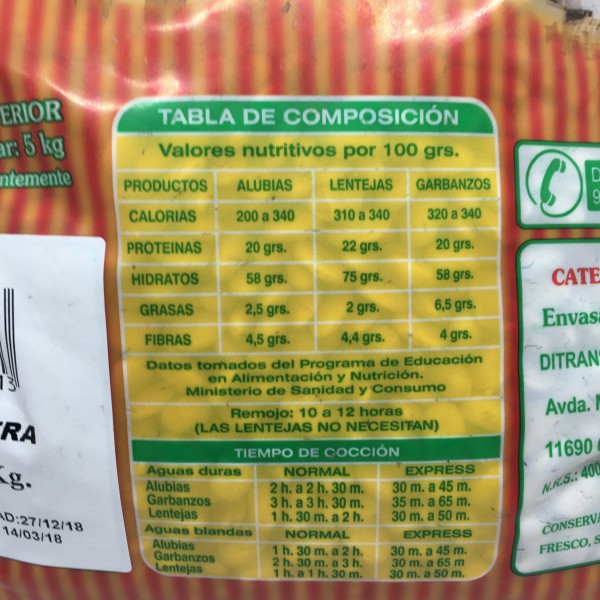 ERIOR
ar: 5 kg
ntemente
TABLA DE COMPOSICIÓN
Valores nutritivos por 100 grs.
PRODUCTOS ALUBIAS LENTEJAS GARBANZOS
CALORIAS 200 a 340 310 a 340 320 a 340
PROTEINAS 20 grs. 22 grs. 20 grs.
HIDRATOS 58 grs. 75 grs. 58 grs.
GRASAS 2,5 grs. 2 grs. 6,5 grs.
FIBRAS 4,5 grs. 4,4 grs. 4 grs.
Datos tomados del Programa de Educación
en Alimentación y Nutrición.
Ministerio de Sanidad y Consumo
Remojo: 10 a 12 horas
(LAS LENTEJAS NO NECESITAN)
TIEMPO DE COCCIÓN
Aguas duras NORMAL EXPRESS
Alubias 2 h. a 2 h. 30 m. 30 m. a 45 m.
Garbanzos 3 h. a 3 h. 30 m. 35 m. a 65 m.
Lentejas 1 h. 30 m. a 2 h. 30 m. a 50 m.
Aguas blandas NORMAL EXPRESS
Alubias 1 h. 30 m. a 2 h. 30 m. a 45 m.
Garbanzos 2 h. 30 m. a 3 h. 30 m. a 65 m
Lentejas 1 h. a 1 h. 30 m. 30 m. a 50 m.
13
RA
Kg.
AD:27/12/18
14/03/18
D
9
CATE
Envasa
DITRAN
Avda.
11690
N.R.S.: 400
CONSERV
FRESCO, S